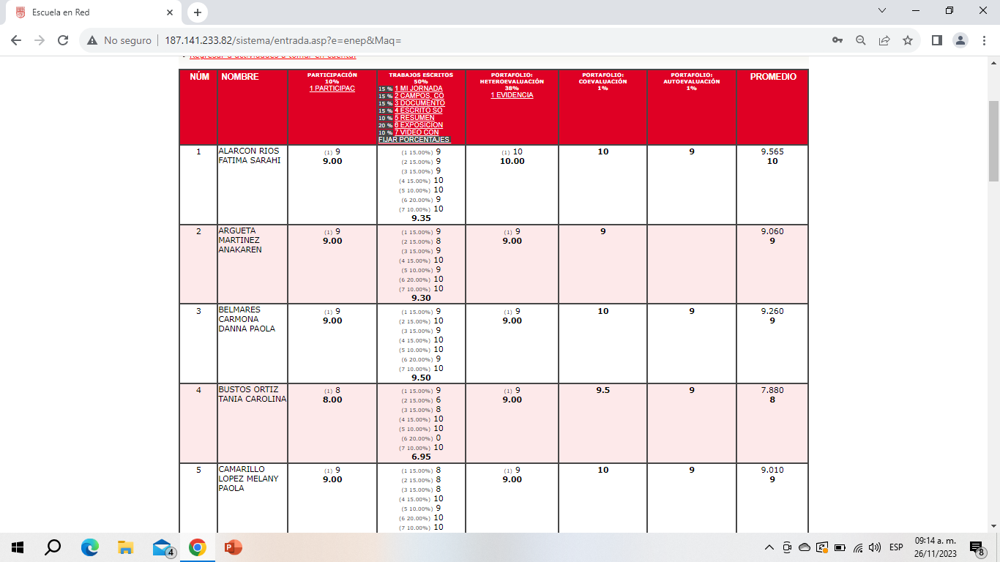 Escuela en Red
No seguro
187.141.233.82/sistema/entrada.asp?e=enep&Maq=
Regresar a actividades a tomar en cuenta.
NÚM
NOMBRE
PARTICIPACIÓN
10%
1 PARTICIPAC
TRABAJOS ESCRITOS
50%
15 % 1 MI JORNADA
15 % 2 CAMPOS, CO
15 % 3 DOCUMENTO
15 % 4 ESCRITO SO
10 % 5 RESUMEN
20 % 6 EXPOSICION
10 % 7 VIDEO CON
FIJAR PORCENTAJES
PORTAFOLIO:
HETEROEVALUACIÓN
38%
1 EVIDENCIA
PORTAFOLIO:
COEVALUACIÓN
1%
PORTAFOLIO:
AUTOEVALUACIÓN
1%
PROMEDIO
1
ALARCON RIOS
FATIMA SARAHI
(1) 9
9.00
(1 15.00%) 9
(2 15.00%) 9
(3 15.00%) 9
(4 15.00%) 10
(5 10.00%) 10
(6 20.00%) 9
(7 10.00%) 10
9.35
(1) 10
10.00
10
9
9.565
10
2
ARGUETA
MARTINEZ
ANAKAREN
(1) 9
9.00
(1 15.00%) 9
(2 15.00%) 8
(3 15.00%) 9
(4 15.00%) 10
(5 10.00%) 9
(6 20.00%) 10
(7 10.00%) 10
9.30
(1) 9
9.00
9
9.060
9
3
BELMARES
CARMONA
DANNA PAOLA
(1) 9
9.00
(1 15.00%) 9
(2 15.00%) 10
(3 15.00%) 9
(4 15.00%) 10
(5 10.00%) 10
(6 20.00%) 9
(7 10.00%) 10
9.50
(1) 9
9.00
10
9
9.260
9
4
BUSTOS ORTIZ
TANIA CAROLINA
(1) 8
8.00
(1 15.00%) 9
(2 15.00%) 6
(3 15.00%) 8
(4 15.00%) 10
(5 10.00%) 10
(6 20.00%) 0
(7 10.00%) 10
6.95
(1) 9
9.00
9.5
9
7.880
8
5
CAMARILLO
LOPEZ MELANY
PAOLA
(1) 9
9.00
(1 15.00%) 8
(2 15.00%) 8
(3 15.00%) 8
(4 15.00%) 10
(5 10.00%) 9
(6 20.00%) 10
(7 10.00%) 10
(1) 9
9.00
10
9
9.010
9
4
ESP
09:14 a. m.
26/11/2023
8